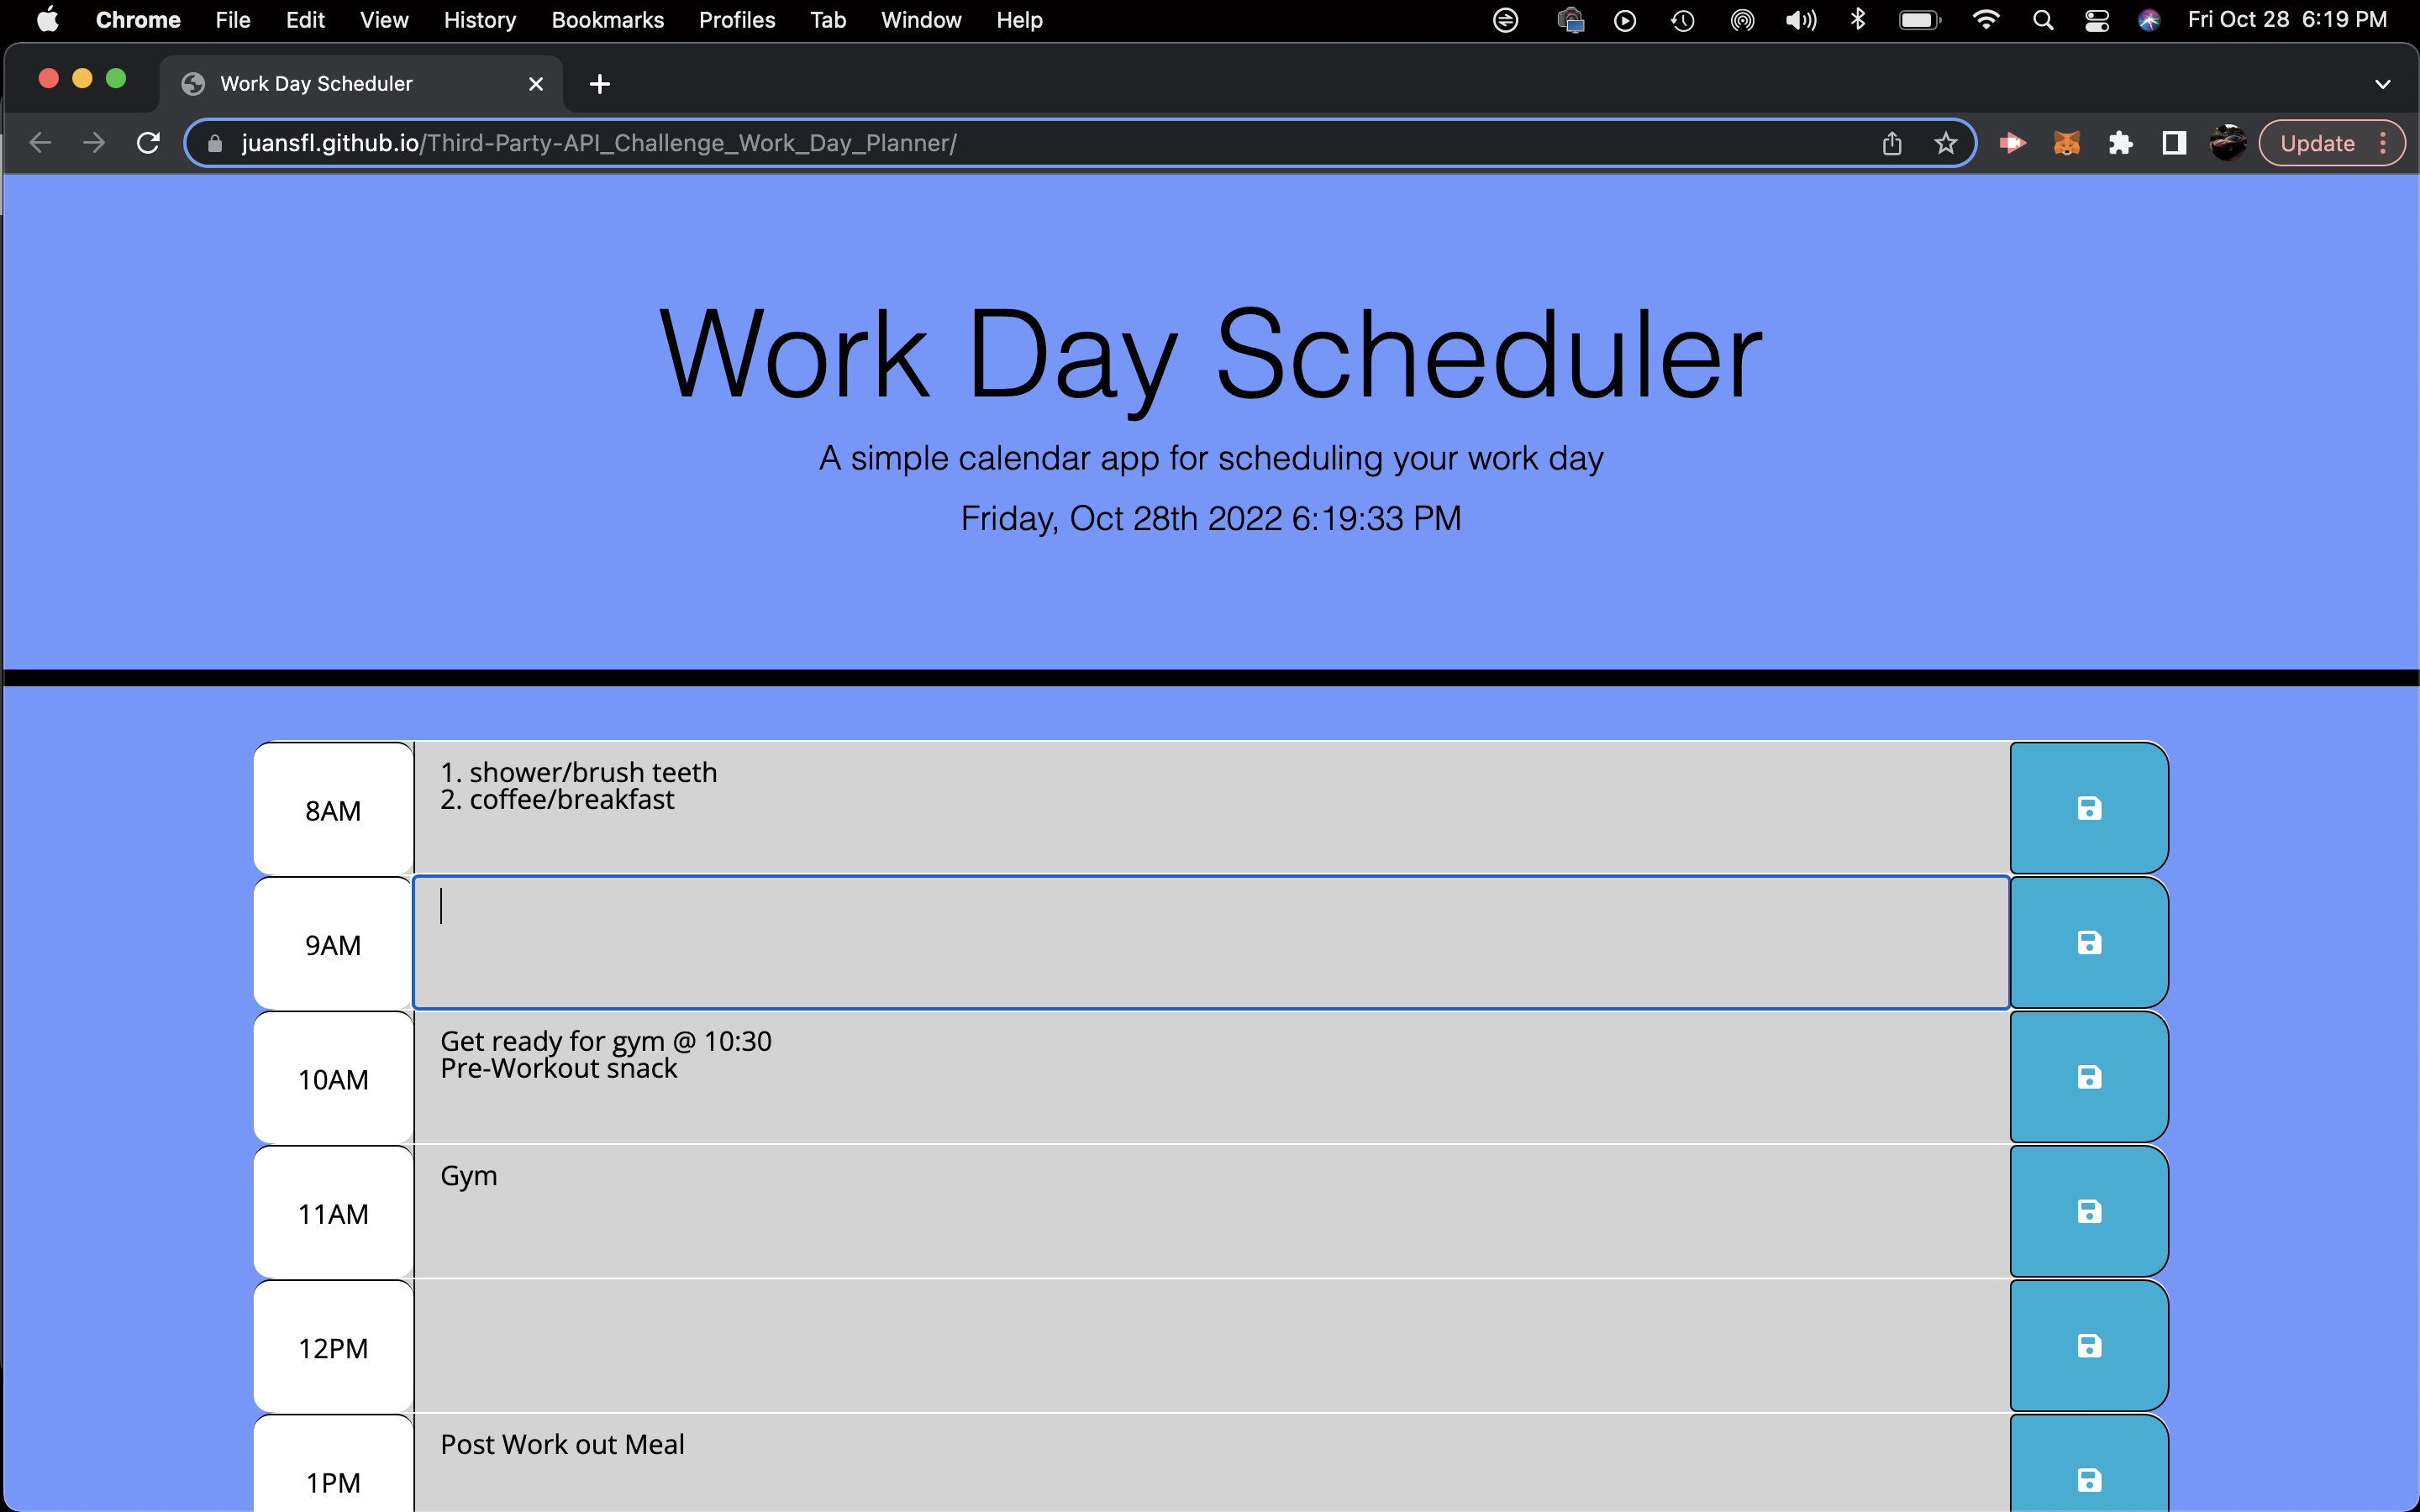 Chrome File Edit View History Bookmarks Profiles Tab Window Help Fri Oct 28 6:19 PM
Work Day Scheduler
juansfl.github.io/Third-Party-API_Challenge_Work_Day_Planner/ Update
Work Day Scheduler
A simple calendar app for scheduling your work day
Friday, Oct 28th 2022 6:19:33 PM
8AM
1. shower/brush teeth
2. coffee/breakfast
9AM
10AM
Get ready for gym @ 10:30
Pre-Workout snack
11AM
Gym
12PM
1PM
Post Work out Meal